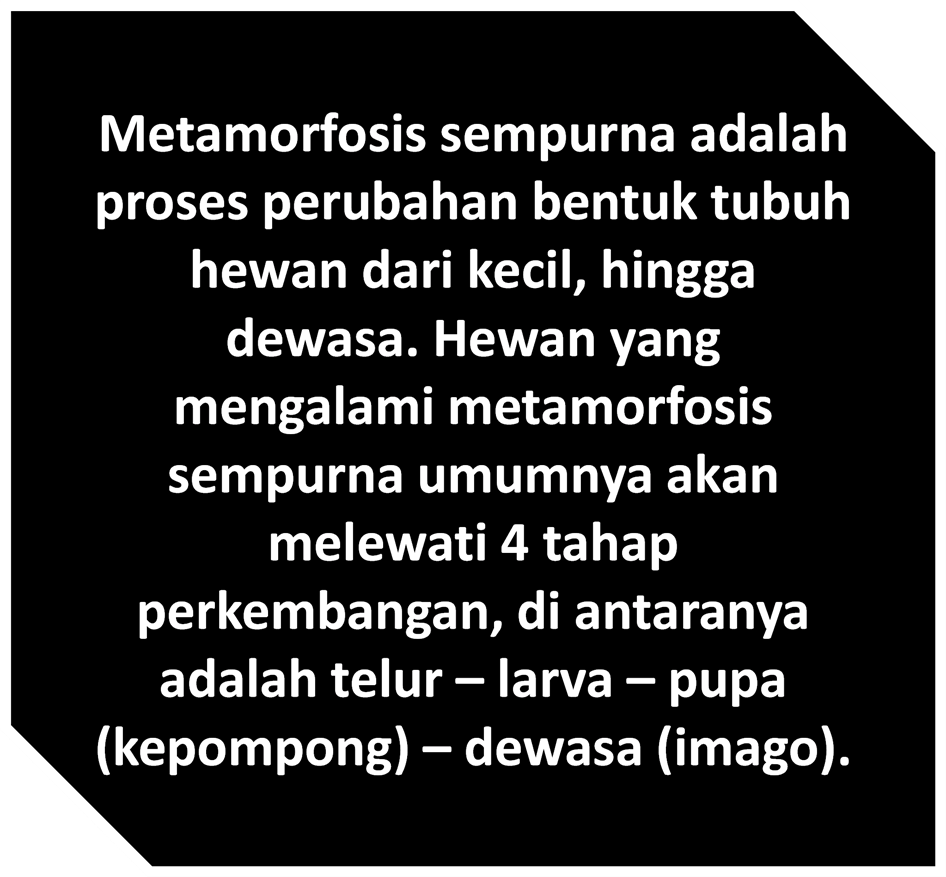 Metamorfosis sempurna adalah
proses perubahan bentuk tubuh
hewan dari kecil, hingga
dewasa. Hewan yang
mengalami metamorfosis
sempurna umumnya akan
melewati 4 tahap
perkembangan, di antaranya
adalah telur – larva – pupa
(kepompong) – dewasa (imago).